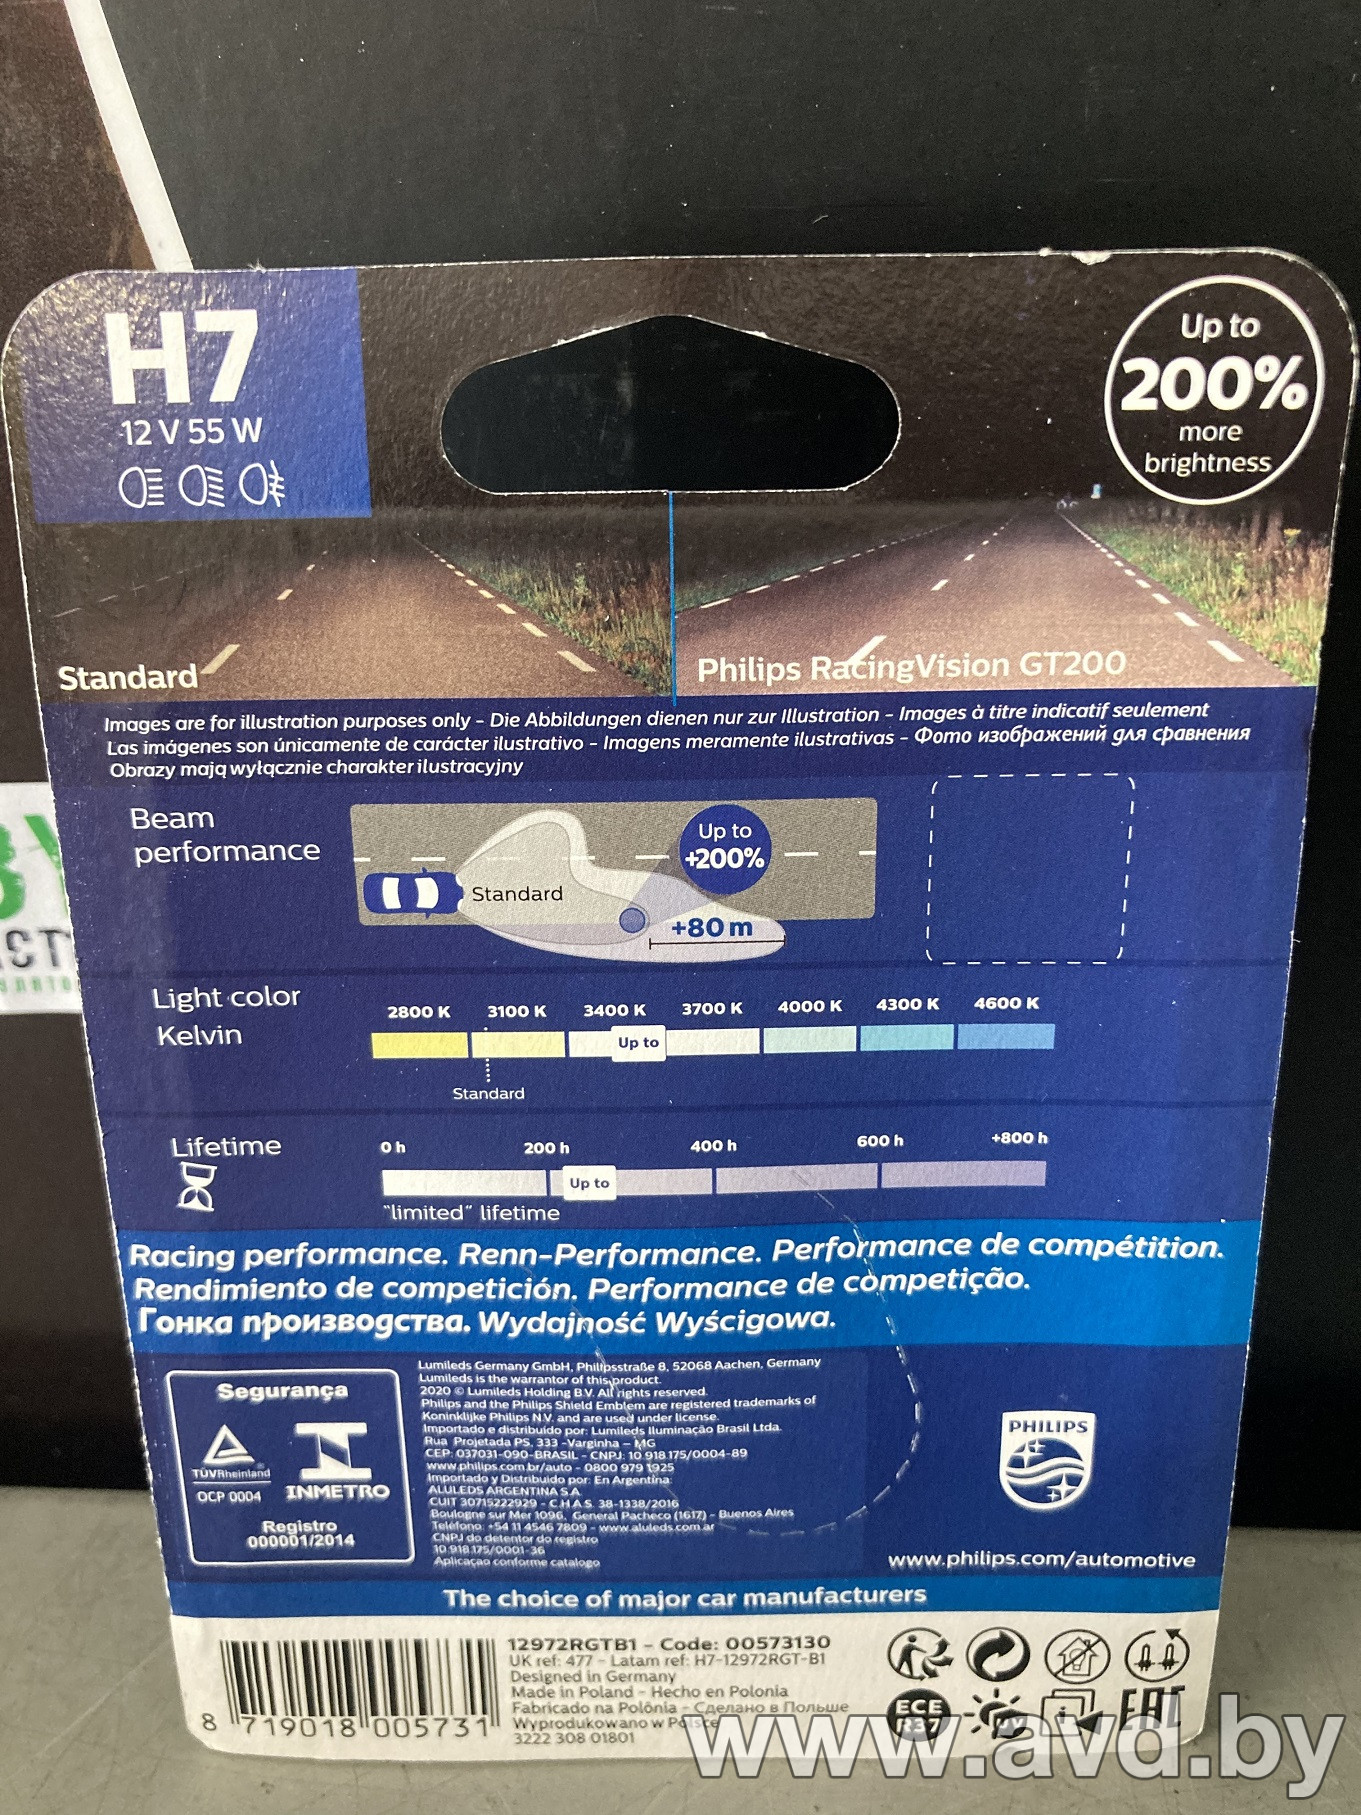 H7
12 V 55 W
Up to
200%
more
brightness
Standard
Philips RacingVision GT200
Images are for illustration purposes only – Die Abbildungen dienen nur zur Illustration – Images à titre indicatif seulement
Las imágenes son únicamente de carácter ilustrativo – Imagens meramente ilustrativas – Фото изображений для сравнения
Obrazy mają wyłącznie charakter ilustracyjny
Beam
performance
Up to
+200%
Standard
+80 m
Light color
Kelvin
2800 K 3100 K 3400 K 3700 K 4000 K 4300 K 4600 K
Up to
Standard
Lifetime
0 h 200 h 400 h 600 h +800 h
Up to
"limited" lifetime
Racing performance. Renn-Performance. Performance de compétition.
Rendimiento de competición. Performance de competição.
Гонка производства. Wydajność Wyścigowa.
Segurança
TÜVRheinland
OCP 0004
INMETRO
Registro
000001/2014
Lumileds Germany GmbH, Philipsstraße 8, 52068 Aachen, Germany
Lumileds is the warrantor of this product.
2020 © Lumileds Holding B.V. All rights reserved.
Philips and the Philips Shield Emblem are registered trademarks of
Koninklijke Philips N.V. and are used under license.
Importado e distribuido por: Lumileds Iluminação Brasil Ltda.
Rua Projetada PS, 333 -Varginha – MG
CEP: 037031-090-BRASIL - CNPJ: 10.918.175/0004-89
www.philips.com.br/auto - 0800 979 1925
Importado y Distribuido por: En Argentina:
ALULEDS ARGENTINA S.A.
CUIT 30715222929 - C.H.A.S. 38-1338/2016
Boulogne sur Mer 1096, General Pacheco (1617) - Buenos Aires
Teléfono: +54 11 4546 7809 - www.aluleds.com.ar
CNPJ do detentor do registro
10.918.175/0001-36
Aplicaçao conforme catalogo
PHILIPS
www.philips.com/automotive
The choice of major car manufacturers
8 719018 005731
12972RGTB1 – Code: 00573130
UK ref: 477 – Latam ref: H7-12972RGT-B1
Designed in Germany
Made in Poland – Hecho en Polonia
Fabricado na Polônia – Сделано в Польше
Wyprodukowano w Polsce
3222 308 01801
ECE
R37
UV
EAC
www.avd.by